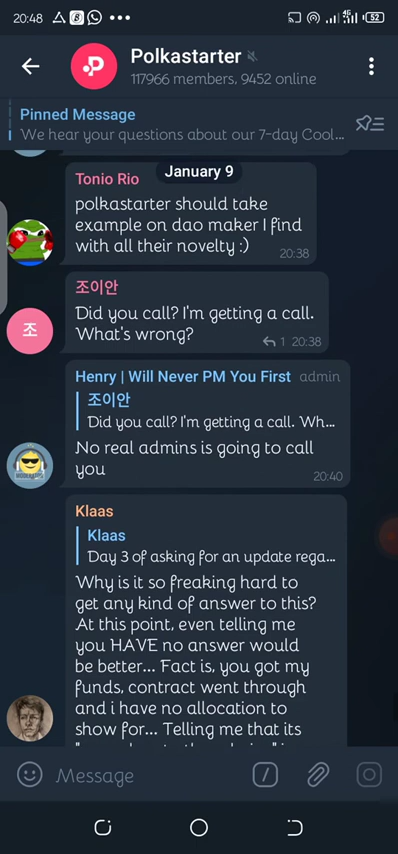 20:48
4G
52
Polkastarter
117966 members, 9452 online
Pinned Message
We hear your questions about our 7-day Cool...
January 9
Tonio Rio
polkastarter should take
example on dao maker I find
with all their novelty :)
20:38
조이안
Did you call? I'm getting a call.
What's wrong?
1 20:38
조
Henry | Will Never PM You First admin
조이안
Did you call? I'm getting a call. Wh...
No real admins is going to call
you
20:40
Klaas
Klaas
Day 3 of asking for an update rega...
Why is it so freaking hard to
get any kind of answer to this?
At this point, even telling me
you HAVE no answer would
be better... Fact is, you got my
funds, contract went through
and i have no allocation to
show for... Telling me that its
Message